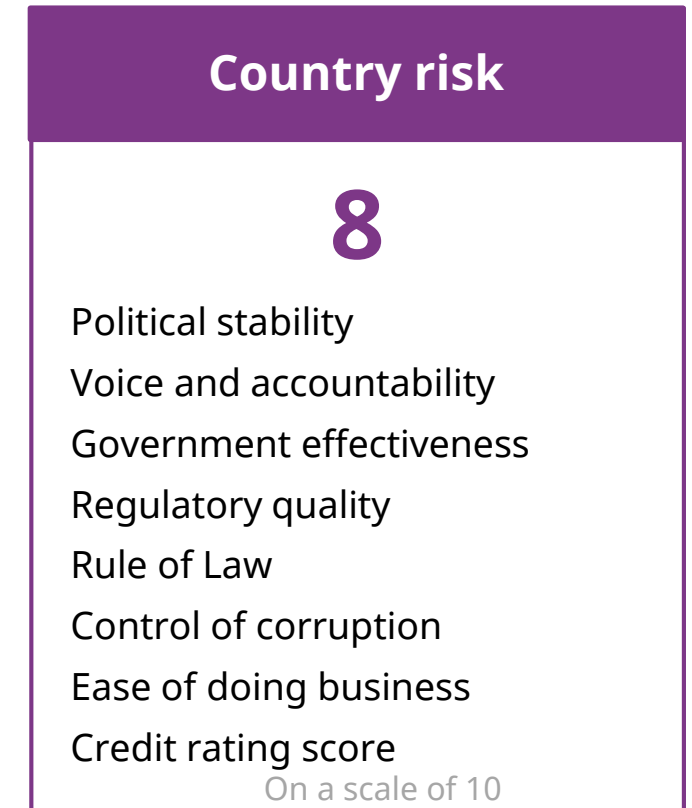 Country risk
8
Political stability
Voice and accountability
Government effectiveness
Regulatory quality
Rule of Law
Control of corruption
Ease of doing business
Credit rating score
On a scale of 10